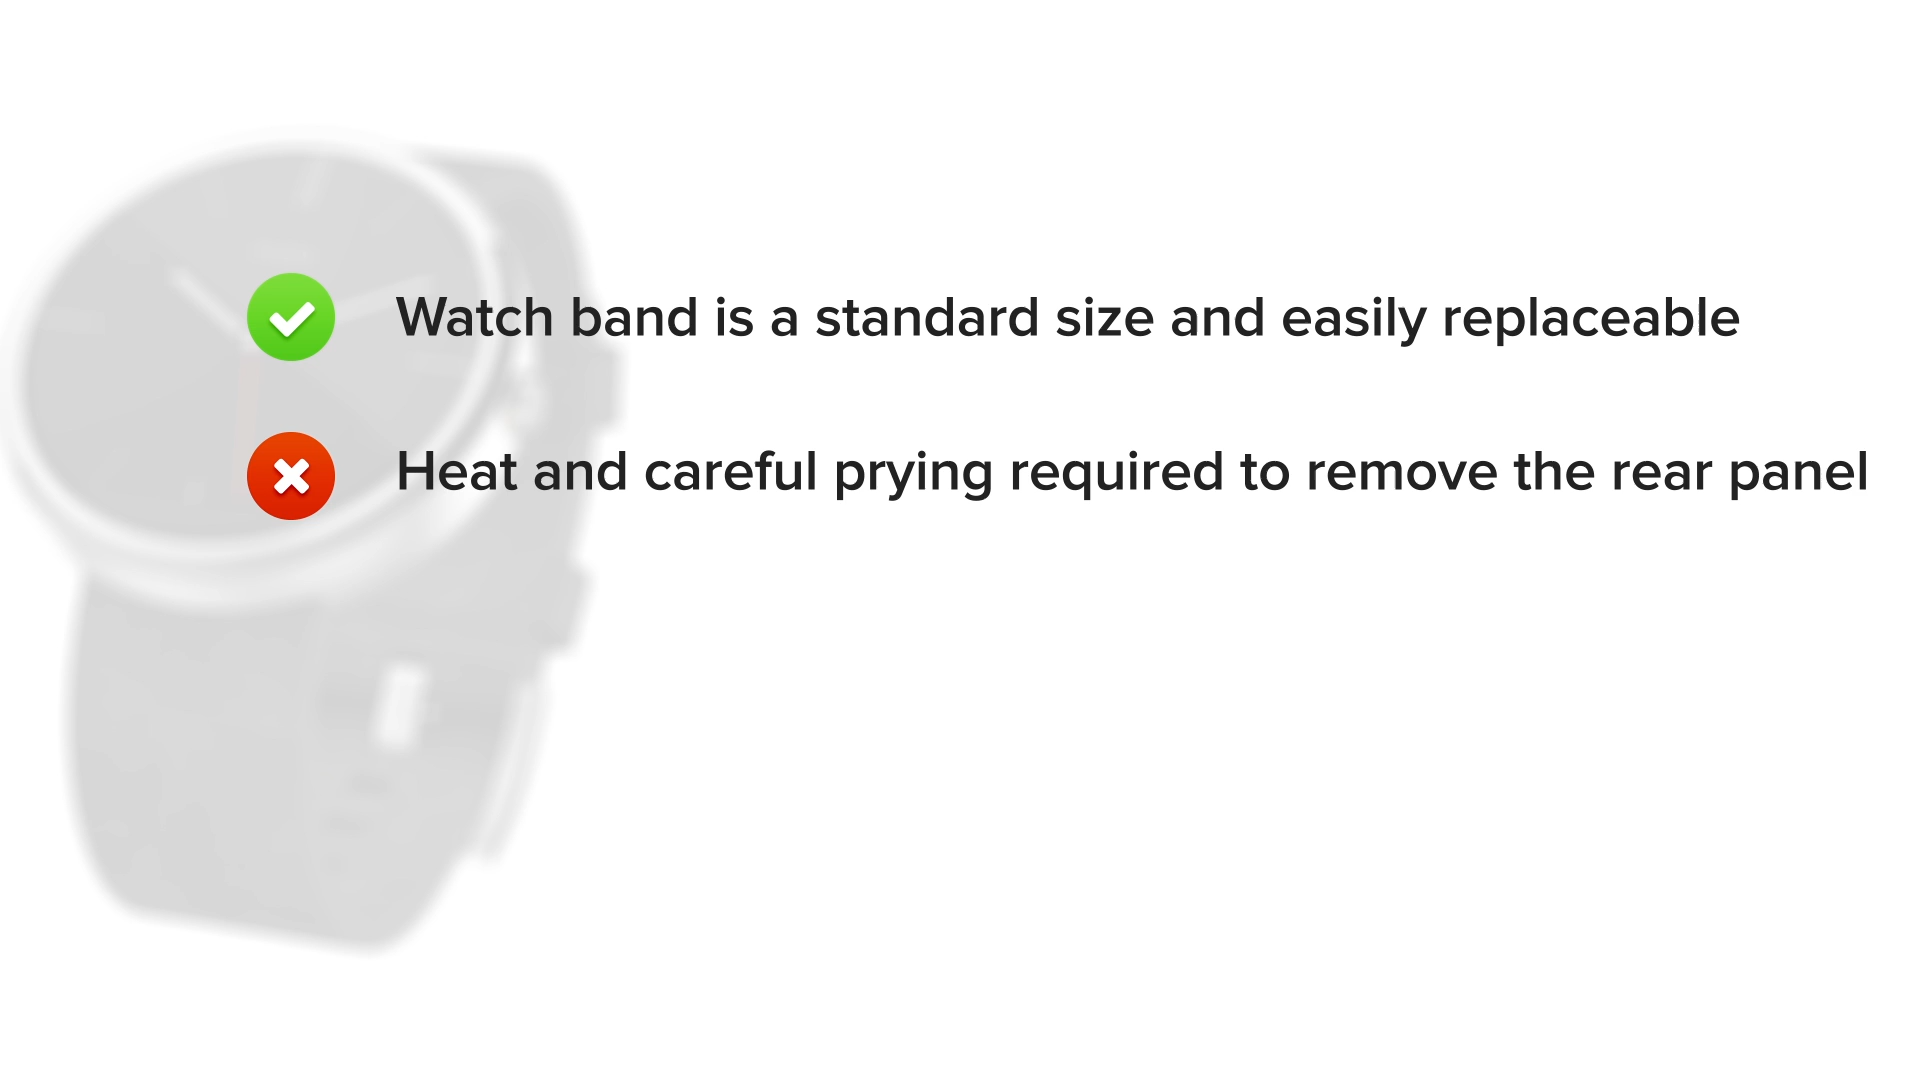 Watch band is a standard size and easily replaceable
Heat and careful prying required to remove the rear panel